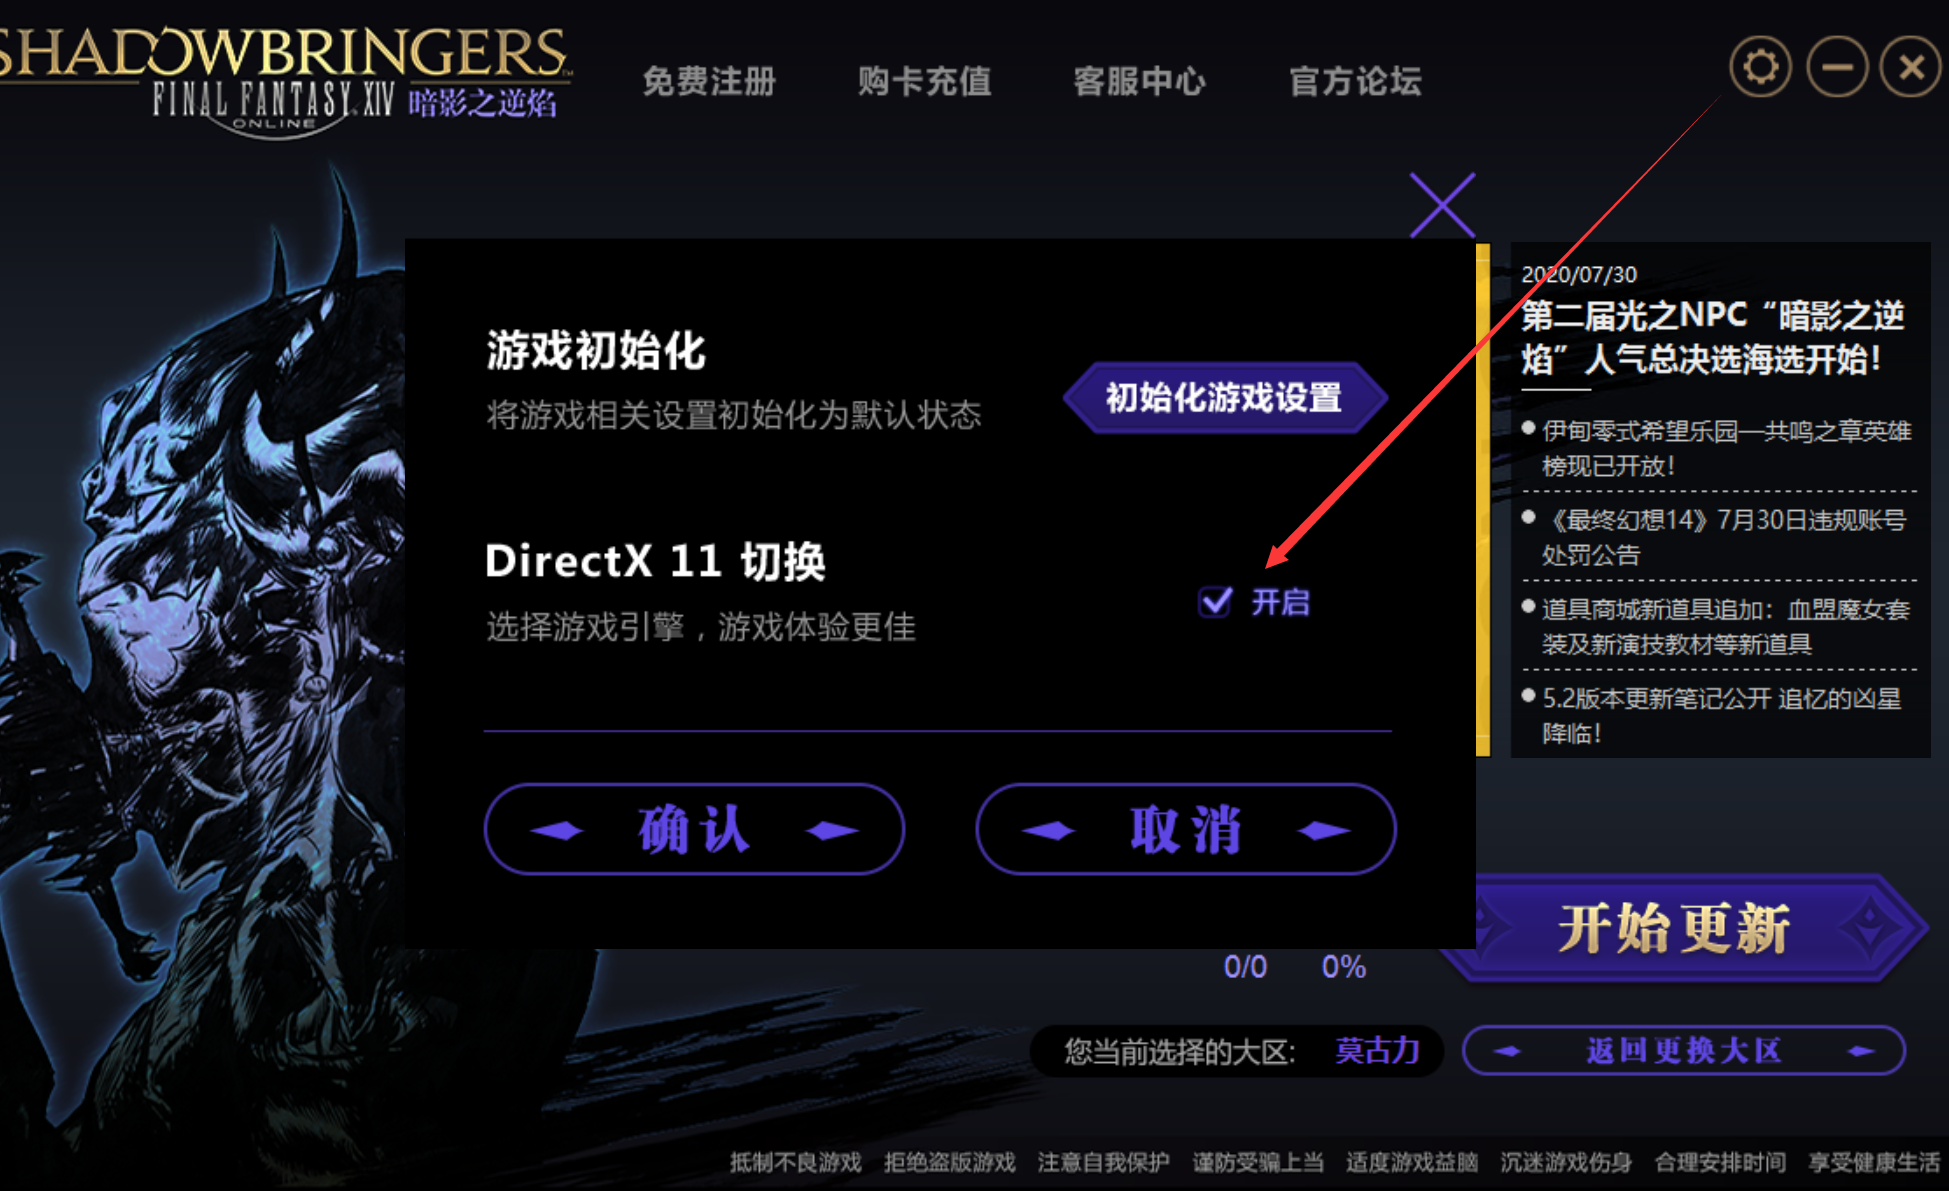 SHADOWBRINGERS™
FINAL FANTASY XIV 暗影之逆焰
ONLINE
免费注册 购卡充值 客服中心 官方论坛
游戏初始化
将游戏相关设置初始化为默认状态
初始化游戏设置
DirectX 11 切换
选择游戏引擎，游戏体验更佳
开启
确认 取消
2020/07/30
第二届光之NPC“暗影之逆
焰”人气总决选海选开始！
伊甸零式希望乐园—共鸣之章英雄
榜现已开放！
《最终幻想14》7月30日违规账号
处罚公告
道具商城新道具追加：血盟魔女套
装及新演技教材等新道具
5.2版本更新笔记公开 追忆的凶星
降临！
开始更新
0/0 0%
您当前选择的大区： 莫古力
返回更换大区
抵制不良游戏 拒绝盗版游戏 注意自我保护 谨防受骗上当 适度游戏益脑 沉迷游戏伤身 合理安排时间 享受健康生活